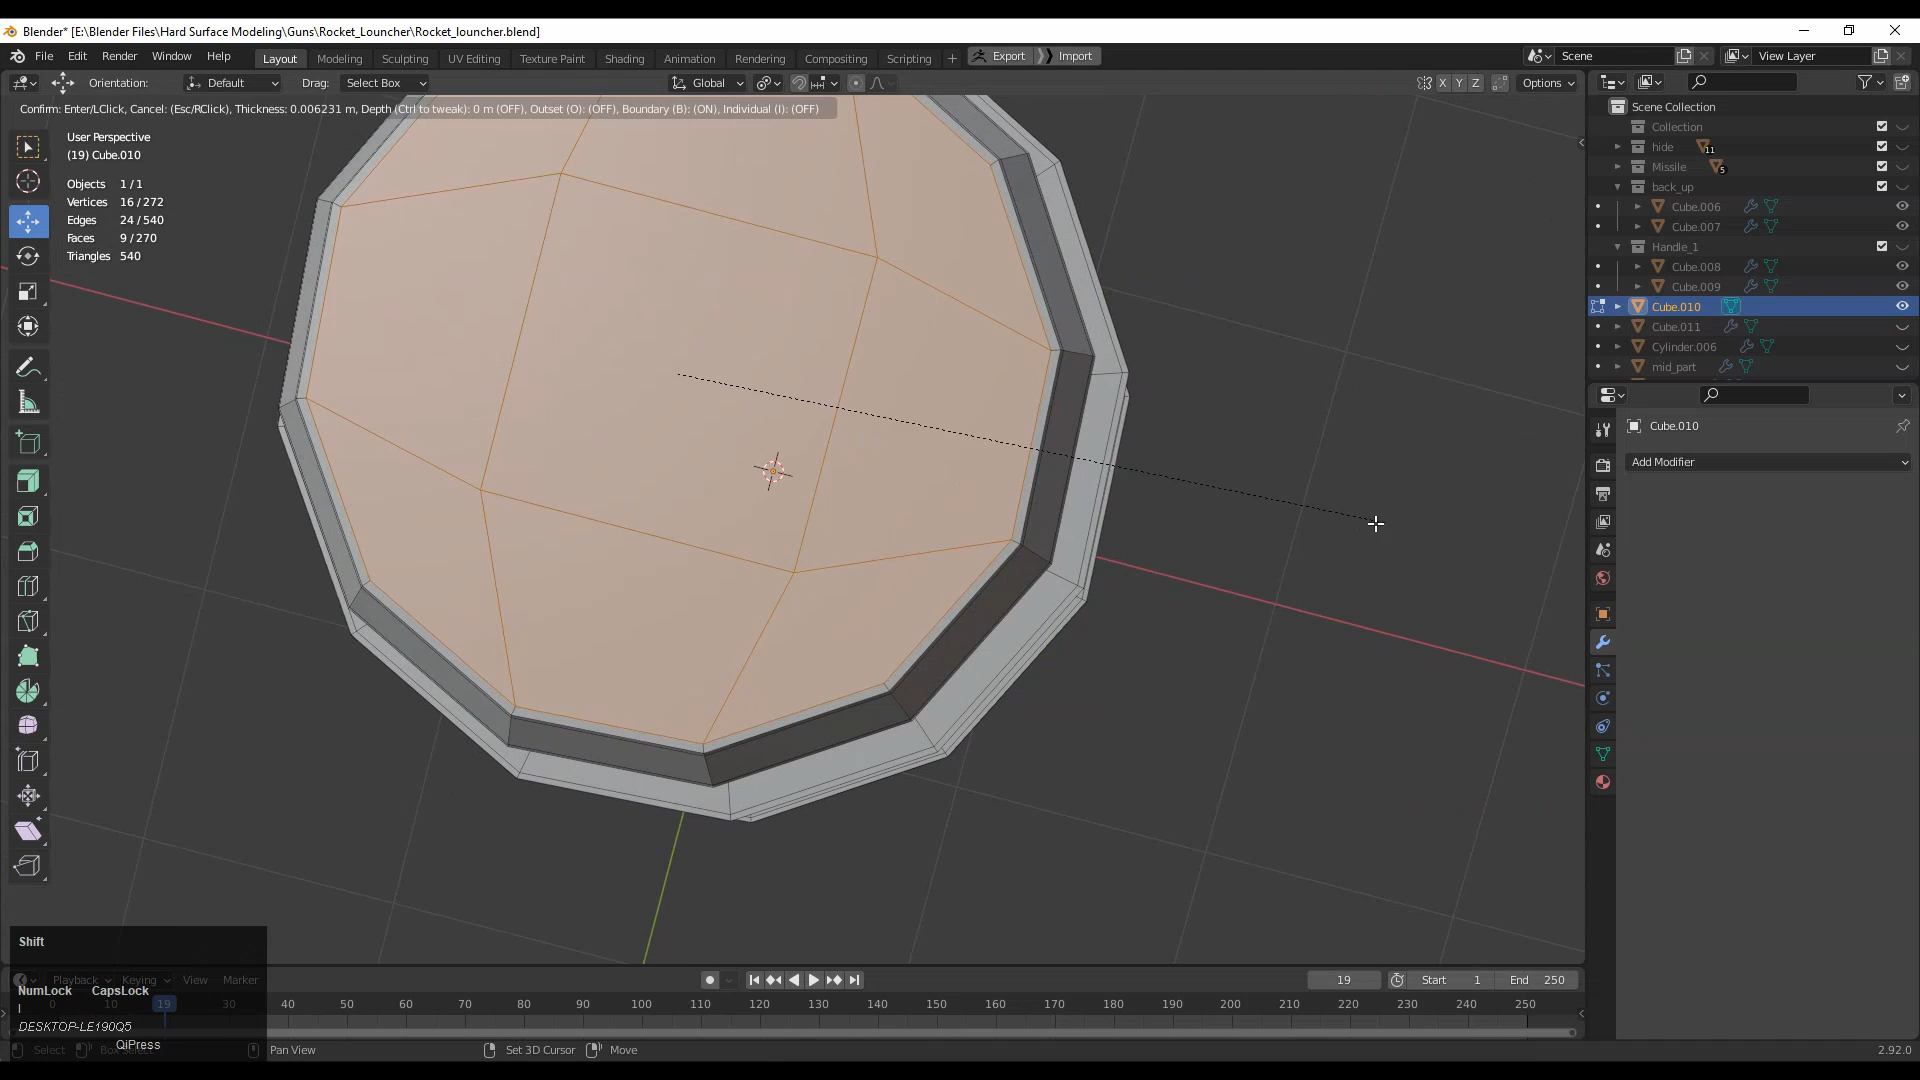 Blender* [E:\Blender Files\Hard Surface Modeling\Guns\Rocket_Louncher\Rocket_louncher.blend]
File Edit Render Window Help Layout Modeling Sculpting UV Editing Texture Paint Shading Animation Rendering Compositing Scripting + Export Import Scene View Layer
Orientation: Default Drag: Select Box Global X Y Z Options
Confirm: Enter/LClick, Cancel: (Esc/RClick), Thickness: 0.006231 m, Depth (Ctrl to tweak): 0 m (OFF), Outset (O): (OFF), Boundary (B): (ON), Individual (I): (OFF)
User Perspective
(19) Cube.010
Objects 1 / 1
Vertices 16 / 272
Edges 24 / 540
Faces 9 / 270
Triangles 540
Scene Collection
Collection
hide 11
Missile 5
back_up
Cube.006
Cube.007
Handle_1
Cube.008
Cube.009
Cube.010
Cube.011
Cylinder.006
mid_part
Cube.010
Add Modifier
Shift
Playback Keying View Marker 19 Start 1 End 250
NumLock CapsLock
0 10 19 30 40 50 60 70 80 90 100 110 120 130 140 150 160 170 180 190 200 210 220 230 240 250
I
DESKTOP-LE190Q5
QiPress
Select Box Select Pan View Set 3D Cursor Move 2.92.0